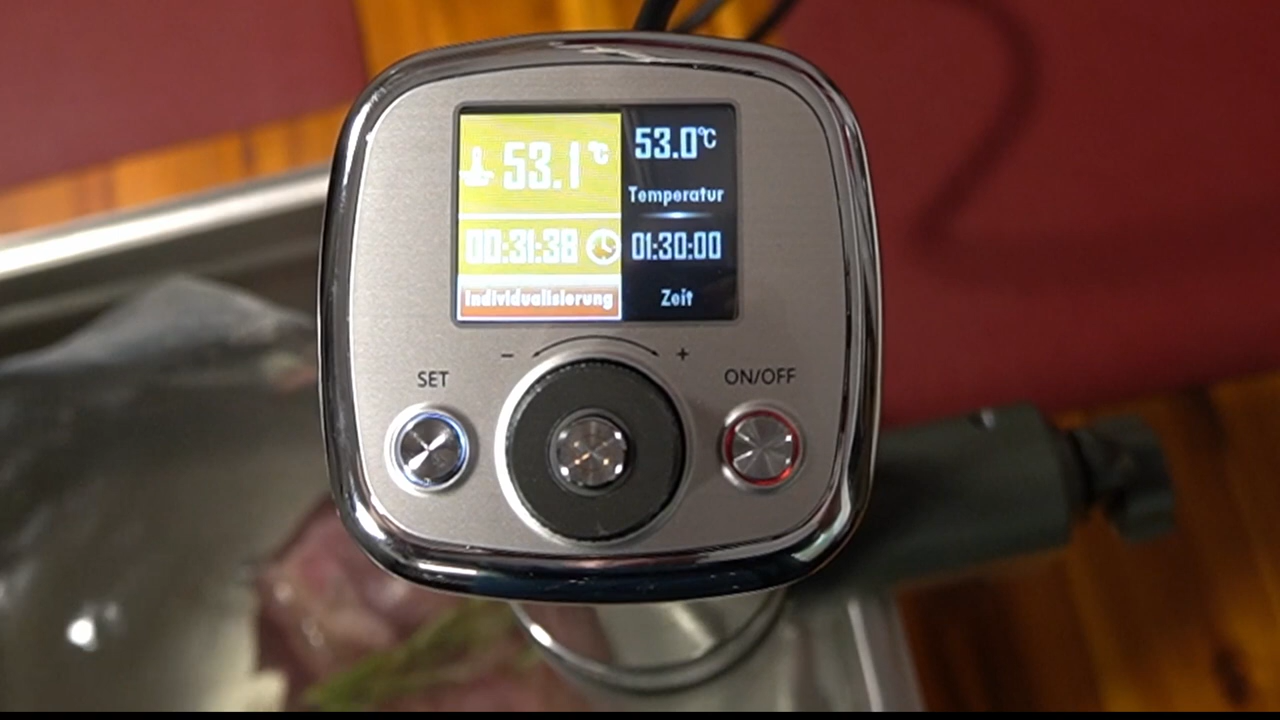 53.1 °C
53.0°C
Temperatur
00:31:38
01:30:00
Individualisierung
Zeit
− +
SET
ON/OFF